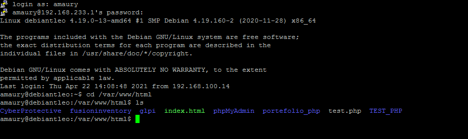 login as: amaury
amaury@192.168.233.1's password:
Linux debiantleo 4.19.0-13-amd64 #1 SMP Debian 4.19.160-2 (2020-11-28) x86_64
The programs included with the Debian GNU/Linux system are free software;
the exact distribution terms for each program are described in the
individual files in /usr/share/doc/*/copyright.
Debian GNU/Linux comes with ABSOLUTELY NO WARRANTY, to the extent
permitted by applicable law.
Last login: Thu Apr 22 14:08:48 2021 from 192.168.100.14
amaury@debiantleo:~$ cd /var/www/html
amaury@debiantleo:/var/www/html$ ls
CyberProtective fusioninventory glpi index.html phpMyAdmin portefolio_php test.php TEST_PHP
amaury@debiantleo:/var/www/html$